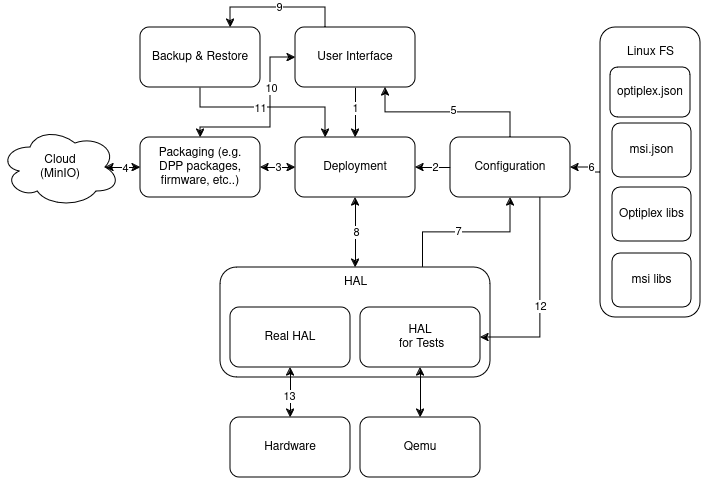 9
Backup & Restore
User Interface
Linux FS
optiplex.json
10
11
1
5
msi.json
Cloud
(MinIO)
4
Packaging (e.g.
DPP packages,
firmware, etc..)
3
Deployment
2
Configuration
6
Optiplex libs
8
7
HAL
msi libs
12
Real HAL
HAL
for Tests
13
Hardware
Qemu